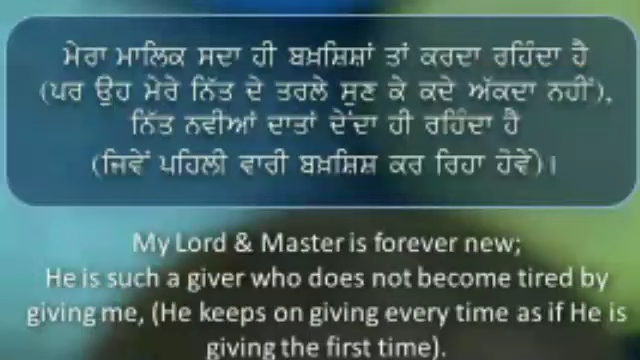 ਮੇਰਾ ਮਾਲਿਕ ਸਦਾ ਹੀ ਬਖ਼ਸ਼ਿਸ਼ਾਂ ਤਾਂ ਕਰਦਾ ਰਹਿੰਦਾ ਹੈ
(ਪਰ ਉਹ ਮੇਰੇ ਨਿੱਤ ਦੇ ਤਰਲੇ ਸੁਣ ਕੇ ਕਦੇ ਅੱਕਦਾ ਨਹੀਂ),
ਨਿੱਤ ਨਵੀਆਂ ਦਾਤਾਂ ਦੇਂਦਾ ਹੀ ਰਹਿੰਦਾ ਹੈ
(ਜਿਵੇਂ ਪਹਿਲੀ ਵਾਰੀ ਬਖ਼ਸ਼ਿਸ਼ ਕਰ ਰਿਹਾ ਹੋਵੇ)।
My Lord & Master is forever new;
He is such a giver who does not become tired by
giving me, (He keeps on giving every time as if He is
giving the first time).